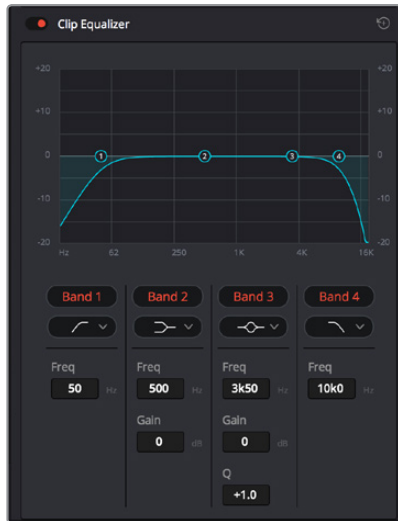 Clip Equalizer
+20 +20
+10 +10
1 2 3 4
0 0
-10 -10
-20 -20
Hz 62 250 1K 4K 16K
Band 1 Band 2 Band 3 Band 4
Freq Freq Freq Freq
50 Hz 500 Hz 3k50 Hz 10k0 Hz
Gain Gain
0 dB 0 dB
Q
+1.0